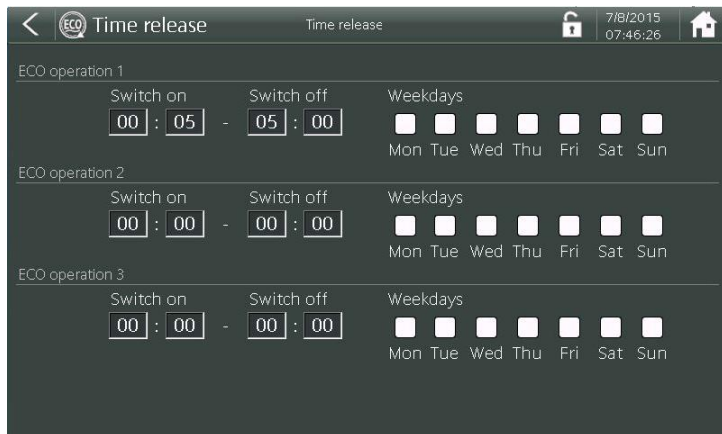 ECO Time release Time release 7/8/2015
07:46:26
ECO operation 1
Switch on Switch off Weekdays
00 : 05 - 05 : 00
Mon Tue Wed Thu Fri Sat Sun
ECO operation 2
Switch on Switch off Weekdays
00 : 00 - 00 : 00
Mon Tue Wed Thu Fri Sat Sun
ECO operation 3
Switch on Switch off Weekdays
00 : 00 - 00 : 00
Mon Tue Wed Thu Fri Sat Sun